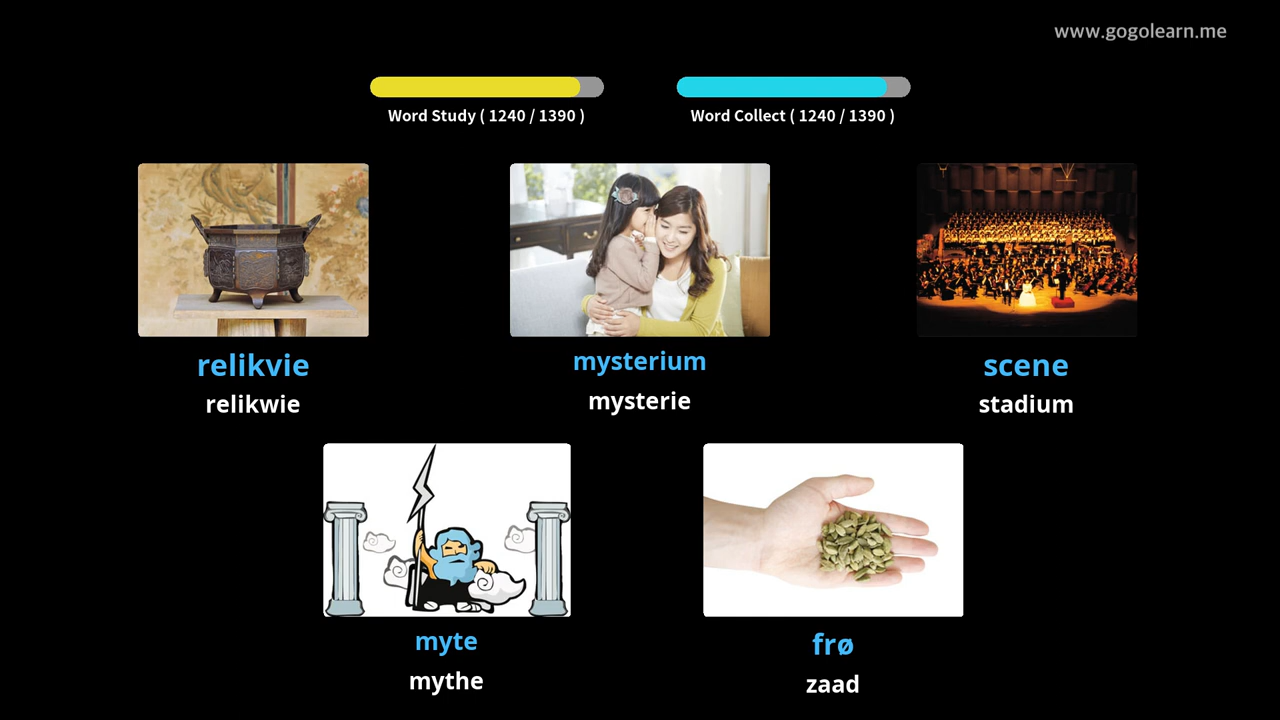 www.gogolearn.me
Word Study ( 1240 / 1390 )
Word Collect ( 1240 / 1390 )
relikvie
relikwie
mysterium
mysterie
scene
stadium
myte
mythe
frø
zaad